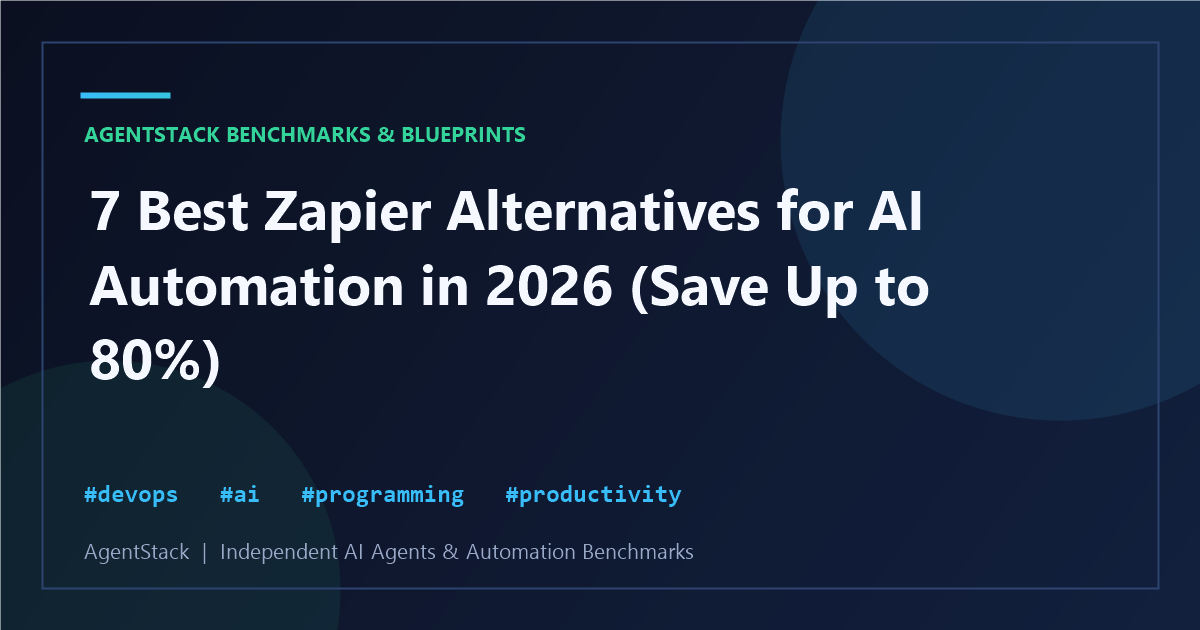 AGENTSTACK BENCHMARKS & BLUEPRINTS
7 Best Zapier Alternatives for AI
Automation in 2026 (Save Up to
80%)
#devops #ai #programming #productivity
AgentStack | Independent AI Agents & Automation Benchmarks